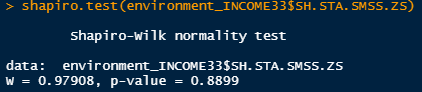 > shapiro.test(environment_INCOME33$SH.STA.SMSS.ZS)
Shapiro-Wilk normality test
data:  environment_INCOME33$SH.STA.SMSS.ZS
W = 0.97908, p-value = 0.8899